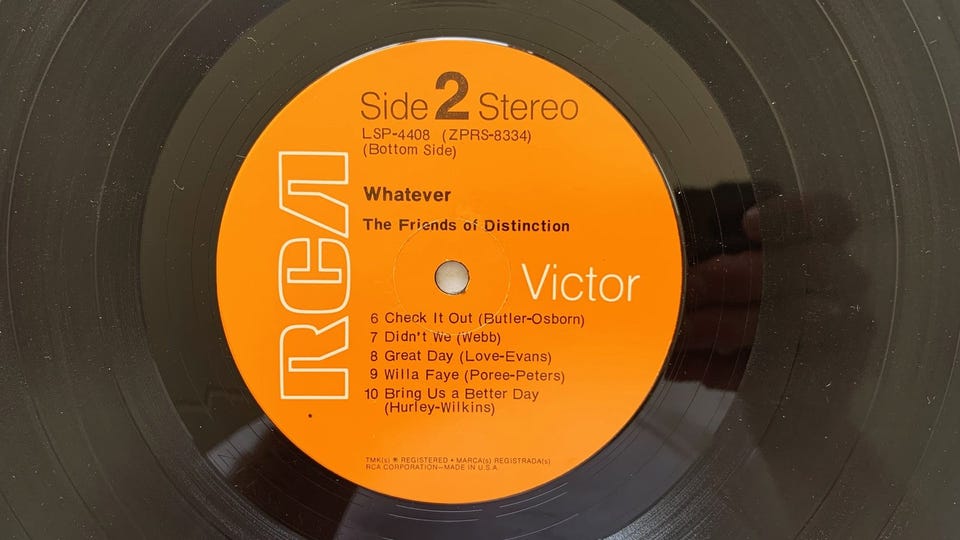 Side 2 Stereo
LSP-4408 (ZPRS-8334)
(Bottom Side)
RCA
Whatever
The Friends of Distinction
Victor
6 Check It Out (Butler-Osborn)
7 Didn't We (Webb)
8 Great Day (Love-Evans)
9 Willa Faye (Poree-Peters)
10 Bring Us a Better Day
(Hurley-Wilkins)
TMK(s) ® REGISTERED • MARCA(s) REGISTRADA(s)
RCA CORPORATION—MADE IN U.S.A